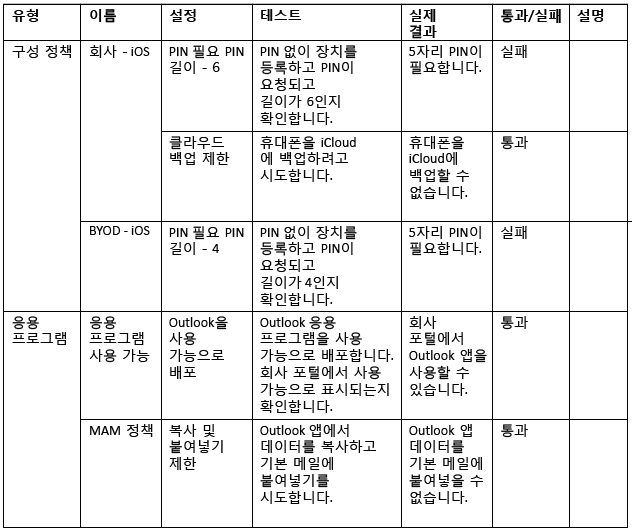 유형 이름 설정 테스트 실제 결과 통과/실패 설명
구성 정책
회사 - iOS
PIN 필요 PIN
길이 - 6
PIN 없이 장치를
등록하고 PIN이
요청되고
길이가 6인지
확인합니다.
5자리 PIN이
필요합니다.
실패
클라우드
백업 제한
휴대폰을 iCloud
에 백업하려고
시도합니다.
휴대폰을
iCloud에
백업할 수
없습니다.
통과
BYOD - iOS
PIN 필요 PIN
길이 - 4
PIN 없이 장치를
등록하고 PIN이
요청되고
길이가 4인지
확인합니다.
5자리 PIN이
필요합니다.
실패
응용
프로그램
응용
프로그램
사용 가능
Outlook을
사용
가능으로
배포
Outlook 응용
프로그램을 사용
가능으로 배포합니다.
회사 포털에서 사용
가능으로 표시되는지
확인합니다.
회사
포털에서
Outlook 앱을
사용할 수
있습니다.
통과
MAM 정책
복사 및
붙여넣기
제한
Outlook 앱에서
데이터를 복사하고
기본 메일에
붙여넣기를
시도합니다.
Outlook 앱
데이터를
기본 메일에
붙여넣을 수
없습니다.
통과